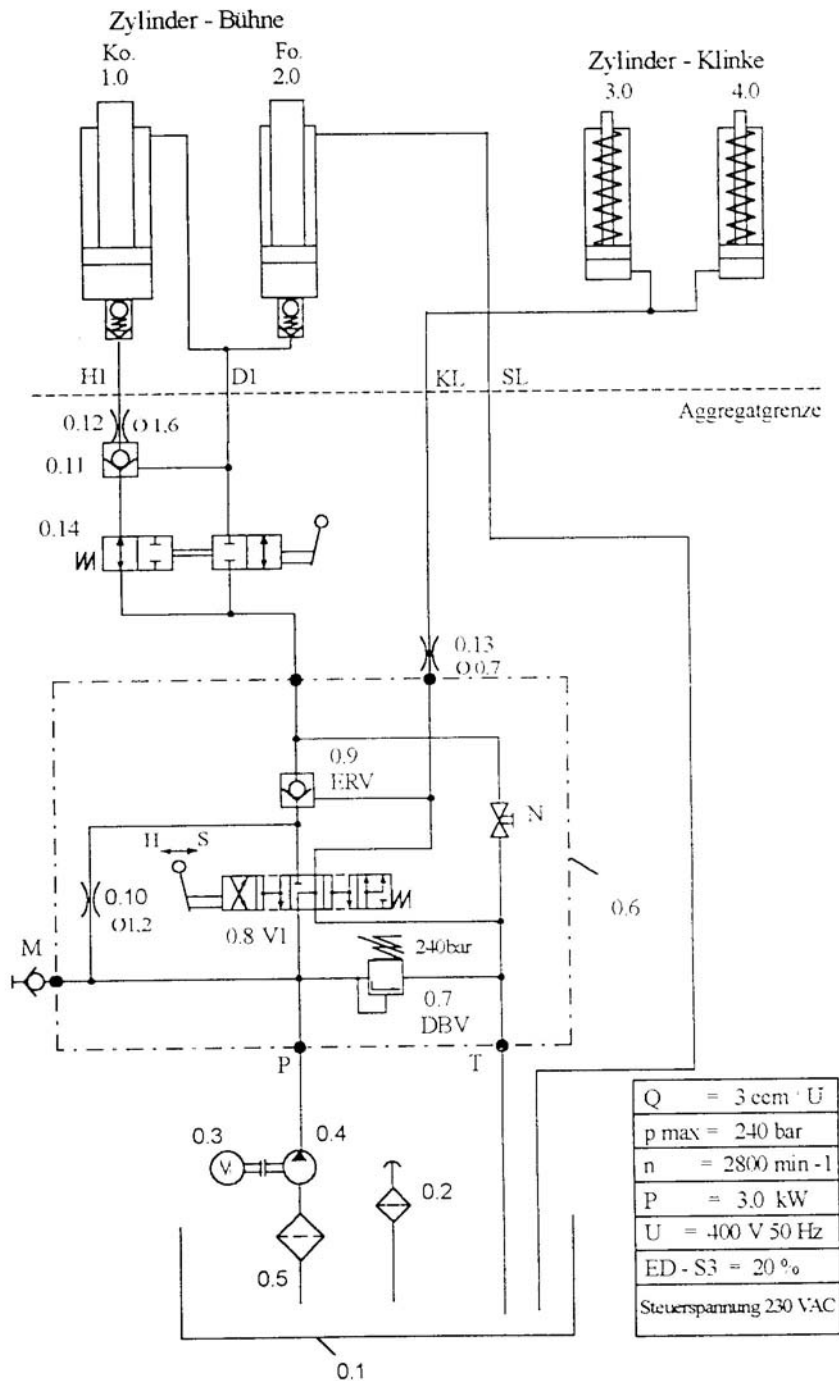 Zylinder - Bühne
Ko.
1.0
Fo.
2.0
Zylinder - Klinke
3.0
4.0
H1
D1
KL
SL
Aggregatgrenze
0.12
Ø 1,6
0.11
0.14
0.13
Ø 0.7
0.9
ERV
H
S
N
0.10
Ø1,2
0.8 V1
0.6
M
240bar
0.7
DBV
P
T
0.3
0.4
0.2
0.5
0.1
Q = 3 ccm U
p max = 240 bar
n = 2800 min -1
P = 3.0 kW
U = 400 V 50 Hz
ED - S3 = 20 %
Steuerspannung 230 VAC